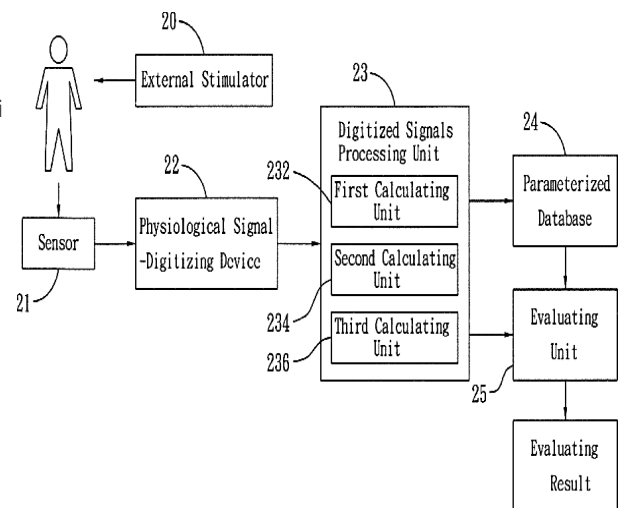 20
External Stimulator
i
23
Digitized Signals
Processing Unit
24
22
232
First Calculating
Unit
Parameterized
Database
Physiological Signal
-Digitizing Device
Sensor
21
Second Calculating
Unit
234
Third Calculating
Unit
236
Evaluating
Unit
25
Evaluating
Result